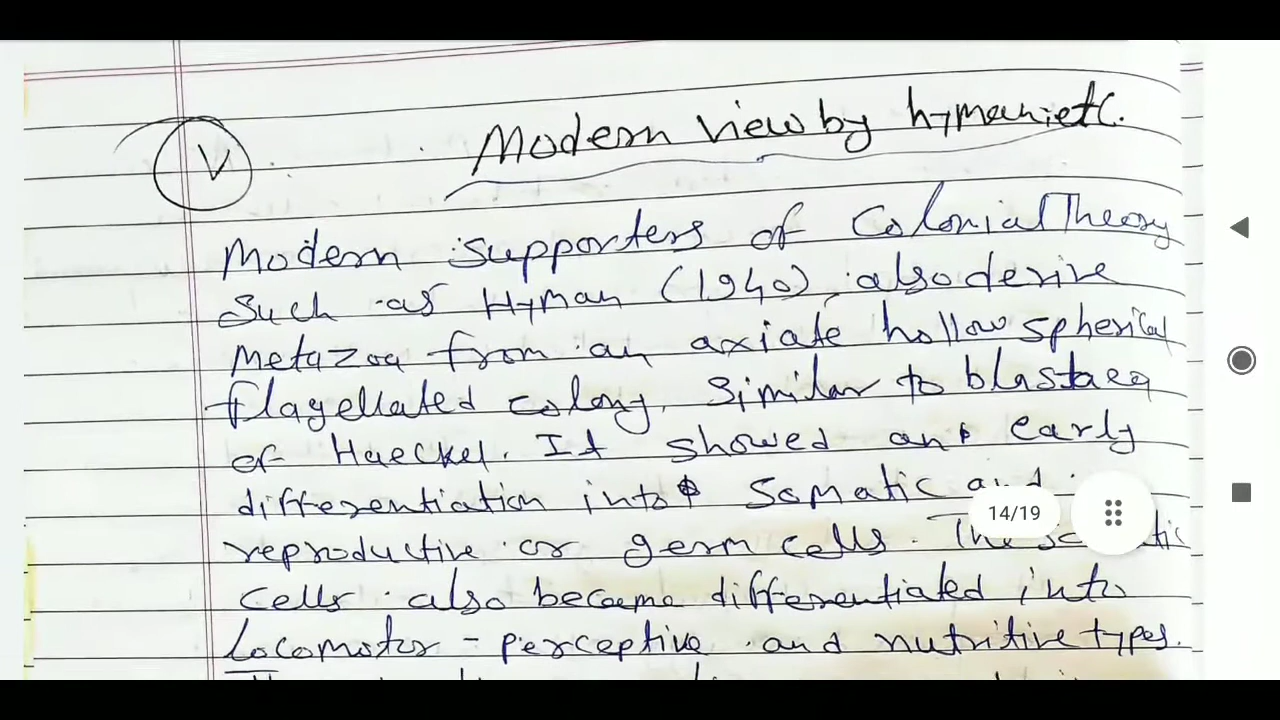 V
Modern view by hymen etc.
Modern supporters of Colonial Theory
Such as Hyman (1940), also derive
Metazoa from an axiate hollow spherical
flagellated colony. Similar to blastaea
of Haeckel. It showed an early
differentiation into Somatic and
14/19
reproductive or germ cells. The
cells also became differentiated into
locomotor - perceptive and nutritive types.